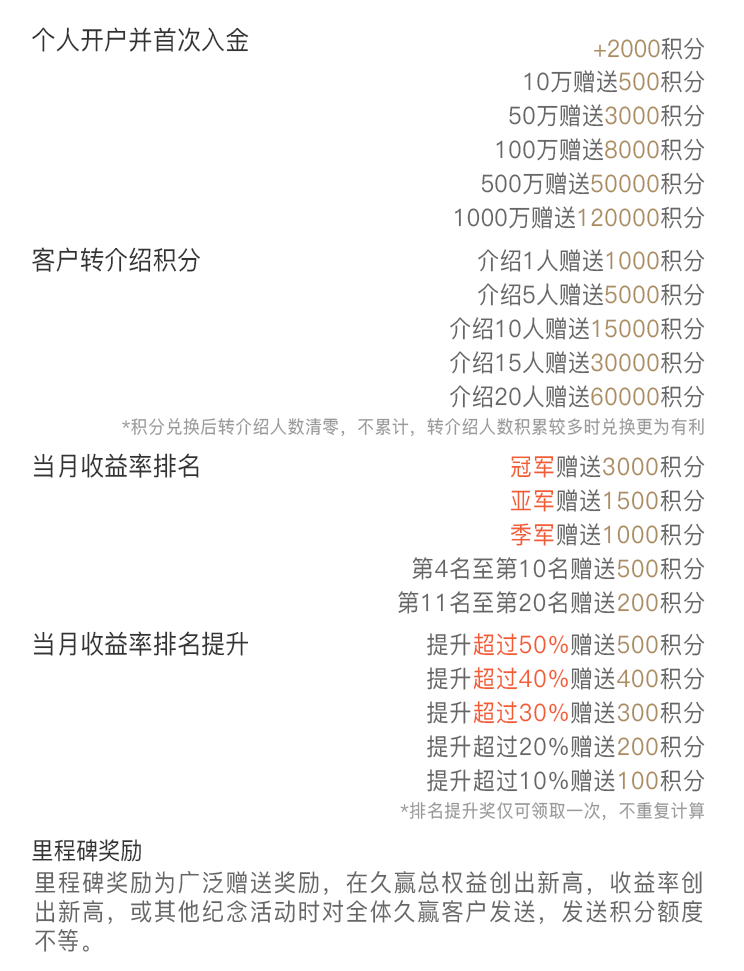 个人开户并首次入金
+2000积分
10万赠送500积分
50万赠送3000积分
100万赠送8000积分
500万赠送50000积分
1000万赠送120000积分
客户转介绍积分
介绍1人赠送1000积分
介绍5人赠送5000积分
介绍10人赠送15000积分
介绍15人赠送30000积分
介绍20人赠送60000积分
*积分兑换后转介绍人数清零，不累计，转介绍人数积累较多时兑换更为有利
当月收益率排名
冠军赠送3000积分
亚军赠送1500积分
季军赠送1000积分
第4名至第10名赠送500积分
第11名至第20名赠送200积分
当月收益率排名提升
提升超过50%赠送500积分
提升超过40%赠送400积分
提升超过30%赠送300积分
提升超过20%赠送200积分
提升超过10%赠送100积分
*排名提升奖仅可领取一次，不重复计算
里程碑奖励
里程碑奖励为广泛赠送奖励，在久赢总权益创出新高，收益率创
出新高，或其他纪念活动时对全体久赢客户发送，发送积分额度
不等。